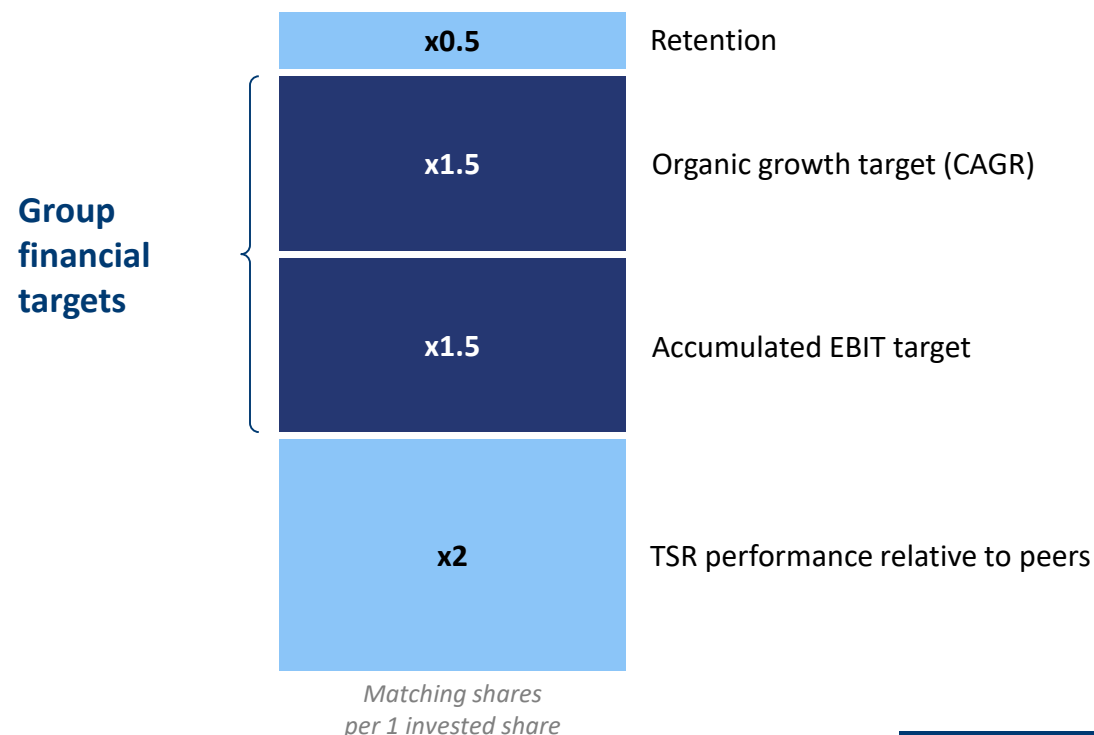 x0.5
Retention
Group
financial
targets
x1.5
Organic growth target (CAGR)
x1.5
Accumulated EBIT target
x2
TSR performance relative to peers
Matching shares
per 1 invested share